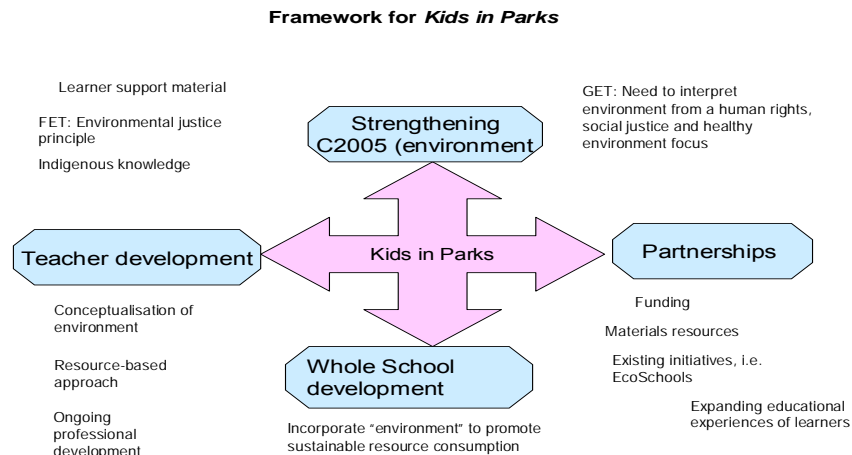 Framework for Kids in Parks
Learner support material
FET: Environmental justice
principle
Indigenous knowledge
Strengthening
C2005 (environment
GET: Need to interpret
environment from a human rights,
social justice and healthy
environment focus
Teacher development
Kids in Parks
Partnerships
Conceptualisation of
environment
Resource-based
approach
Ongoing
professional
development
Whole School
development
Incorporate “environment” to promote
sustainable resource consumption
Funding
Materials resources
Existing initiatives, i.e.
EcoSchools
Expanding educational
experiences of learners